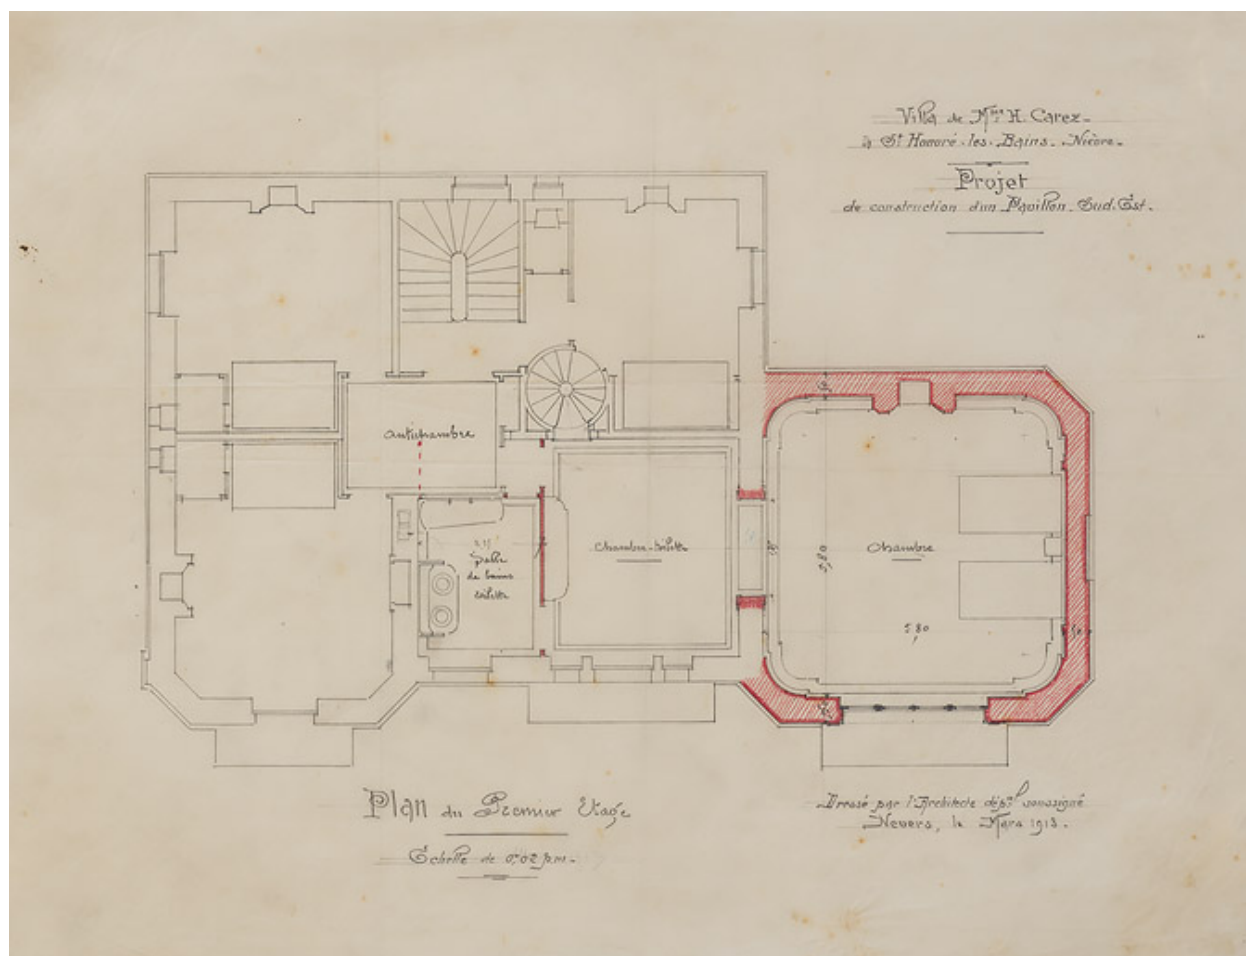 Villa de Mme H. Carez.
à St Honoré-les-Bains. Nièvre.
Projet
de construction d'un Pavillon Sud.Est.
antichambre
Salle
de bains
toilette
Chambre-toilette
Chambre
5,80
5,80
Plan du Premier Etage
Echelle de 0,02 p.m.
Dressé par l'Architecte dépal soussigné
Nevers, le Mars 1913.